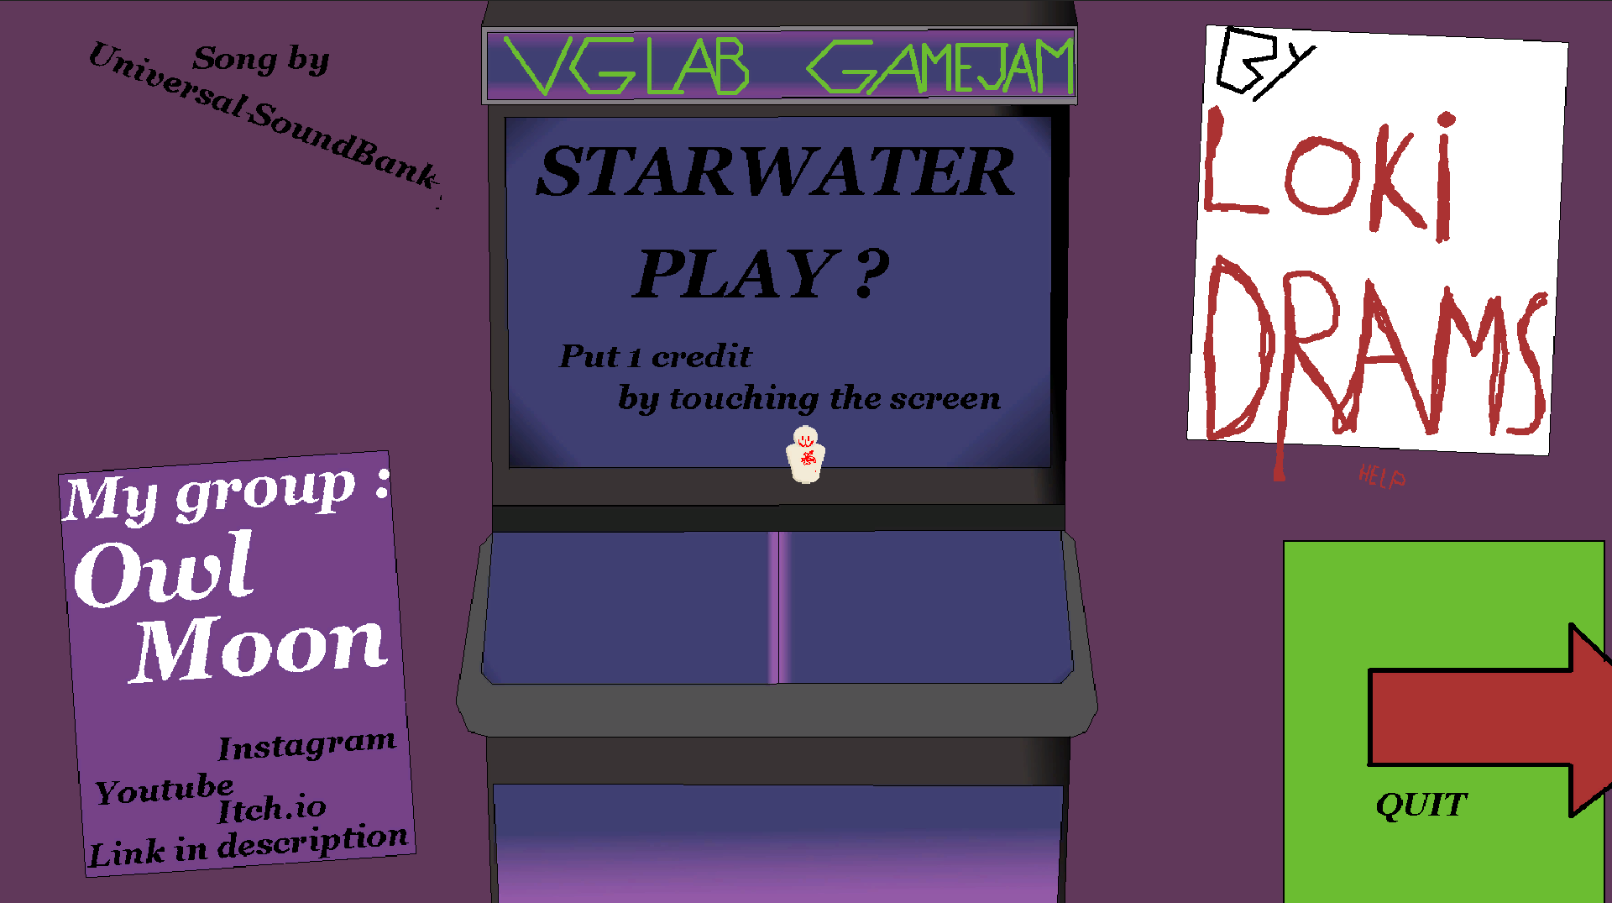 Song by
Universal.SoundBank
VGLAB GAMEJAM
STARWATER
PLAY ?
Put 1 credit
by touching the screen
By
LOKI
DRAMS
HELP
My group :
Owl
Moon
Instagram
Youtube
Itch.io
Link in description
QUIT